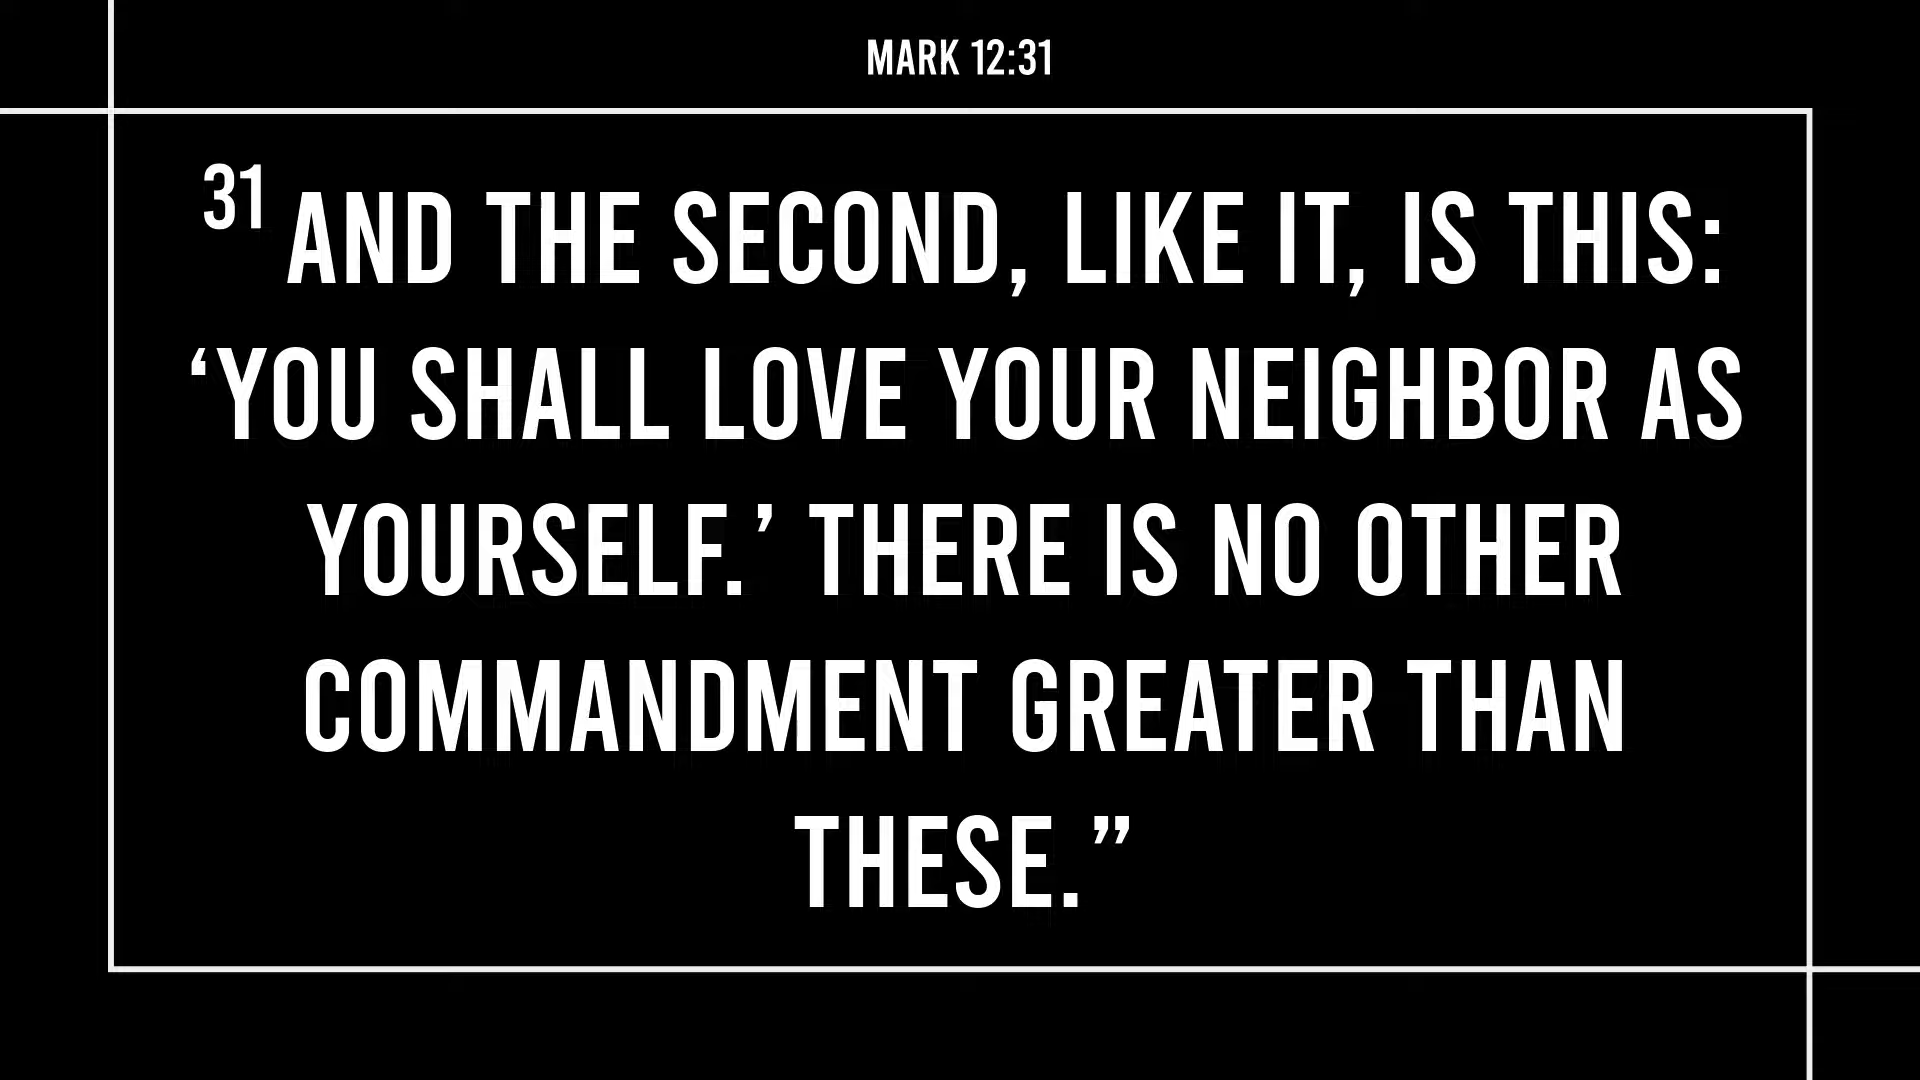 MARK 12:31
31 AND THE SECOND, LIKE IT, IS THIS:
‘YOU SHALL LOVE YOUR NEIGHBOR AS
YOURSELF.’ THERE IS NO OTHER
COMMANDMENT GREATER THAN
THESE.”